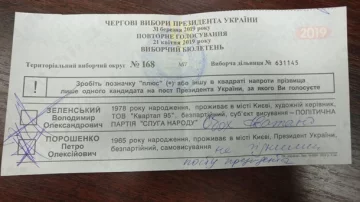 ЧЕРГОВІ ВИБОРИ ПРЕЗИДЕНТА УКРАЇНИ
31 березня 2019 року
ПОВТОРНЕ ГОЛОСУВАННЯ
21 квітня 2019 року
ВИБОРЧИЙ БЮЛЕТЕНЬ
2019
Територіальний виборчий округ № 168 Виборча дільниця № 631145
! Зробіть позначку "плюс" (+) або іншу в квадраті напроти прізвища
лише одного кандидата на пост Президента України, за якого Ви голосуєте
ЗЕЛЕНСЬКИЙ
Володимир
Олександрович
1978 року народження, проживає в місті Києві, художній керівник,
ТОВ "Квартал 95", безпартійний, суб'єкт висування – ПОЛІТИЧНА
ПАРТІЯ "СЛУГА НАРОДУ"
ПОРОШЕНКО
Петро
Олексійович
1965 року народження, проживає в місті Києві, Президент України,
безпартійний, самовисування
не
посту президента